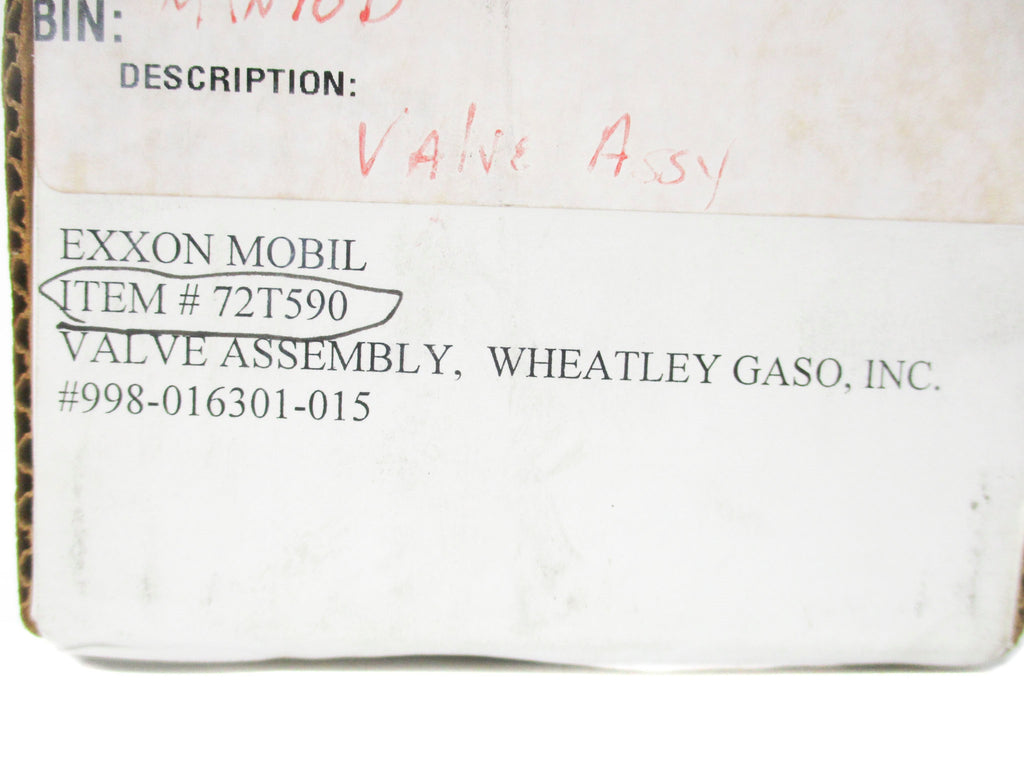 BIN:
DESCRIPTION:
Valve Assy
EXXON MOBIL
ITEM # 72T590
VALVE ASSEMBLY, WHEATLEY GASO, INC.
#998-016301-015